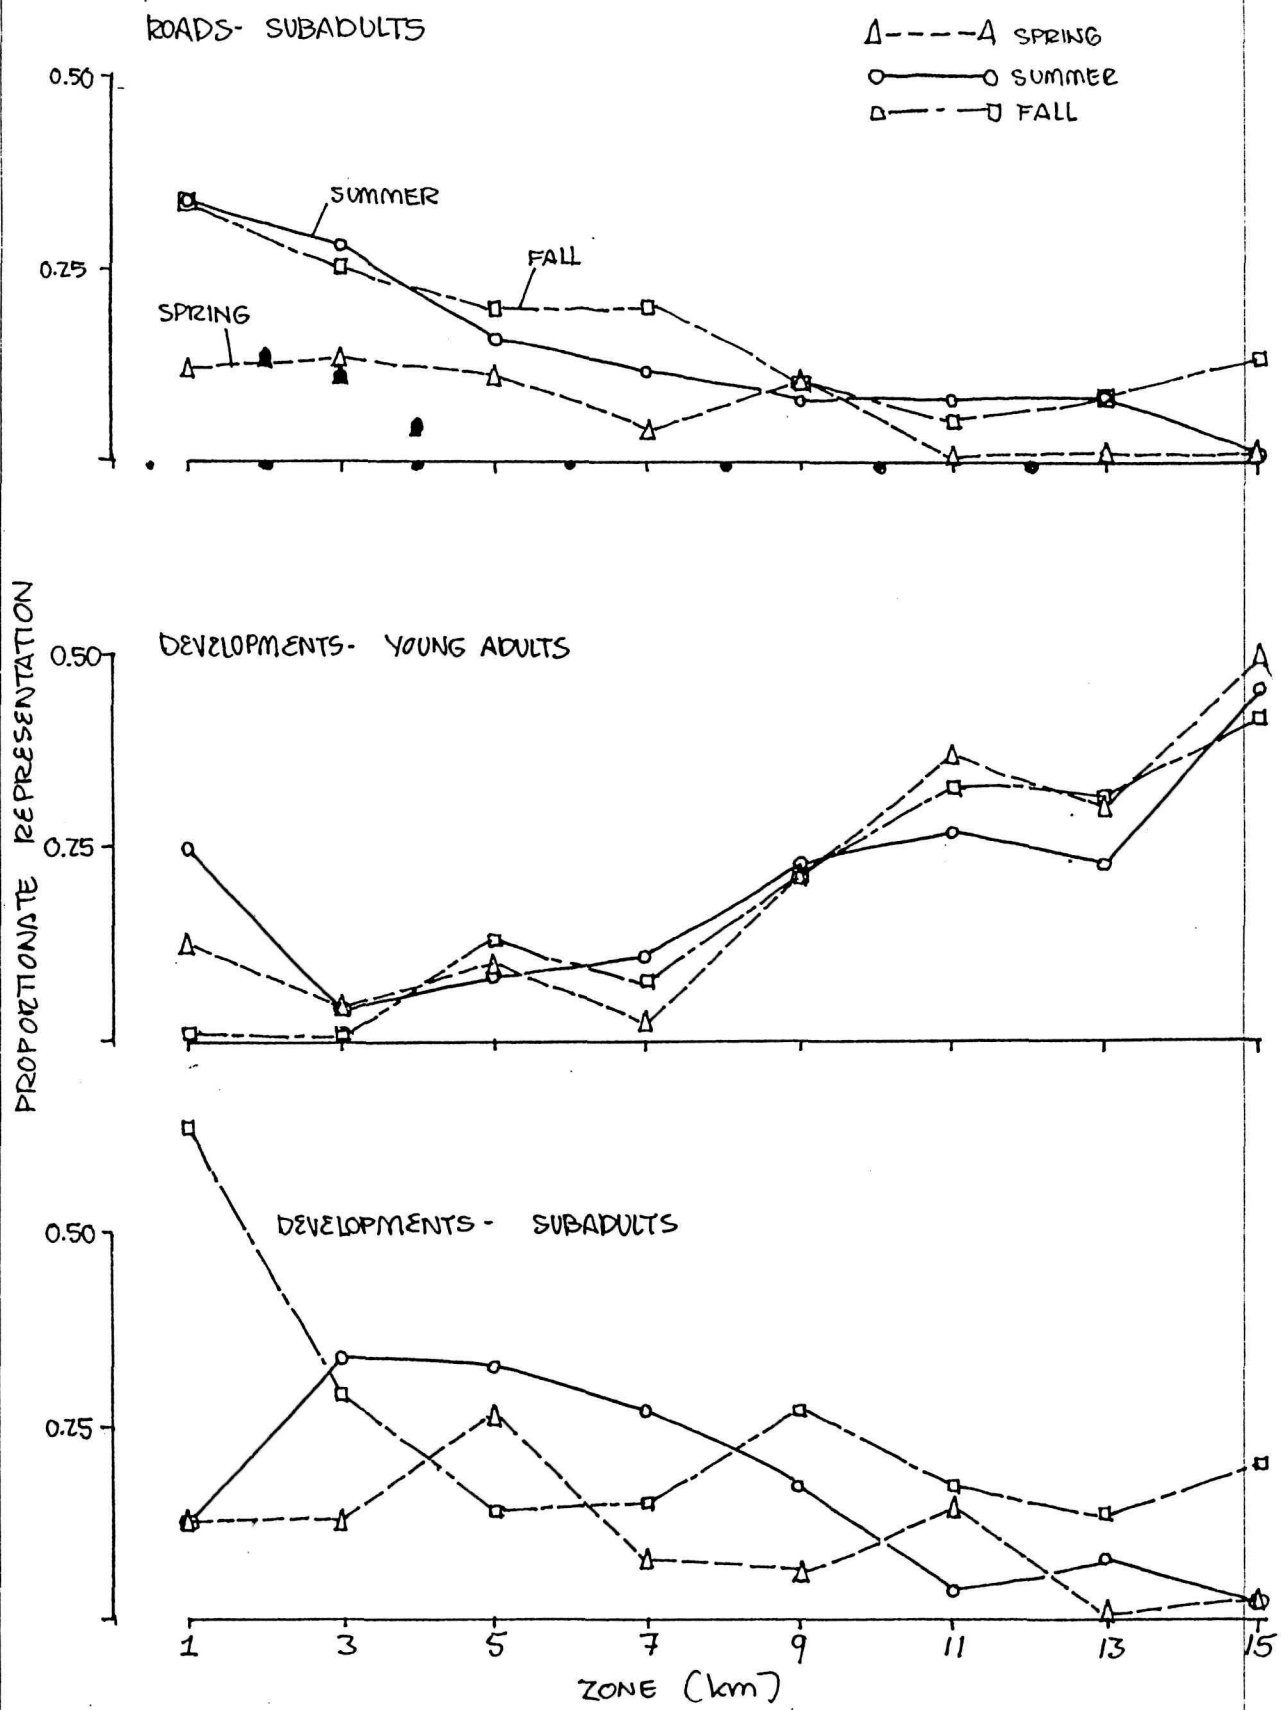 ROADS- SUBADULTS
SPRING
SUMMER
FALL
0.50
SUMMER
FALL
0.25
SPRING
PROPORTIONATE REPRESENTATION
DEVELOPMENTS- YOUNG ADULTS
0.50
0.25
DEVELOPMENTS- SUBADULTS
0.50
0.25
1 3 5 7 9 11 13 15
ZONE (km)